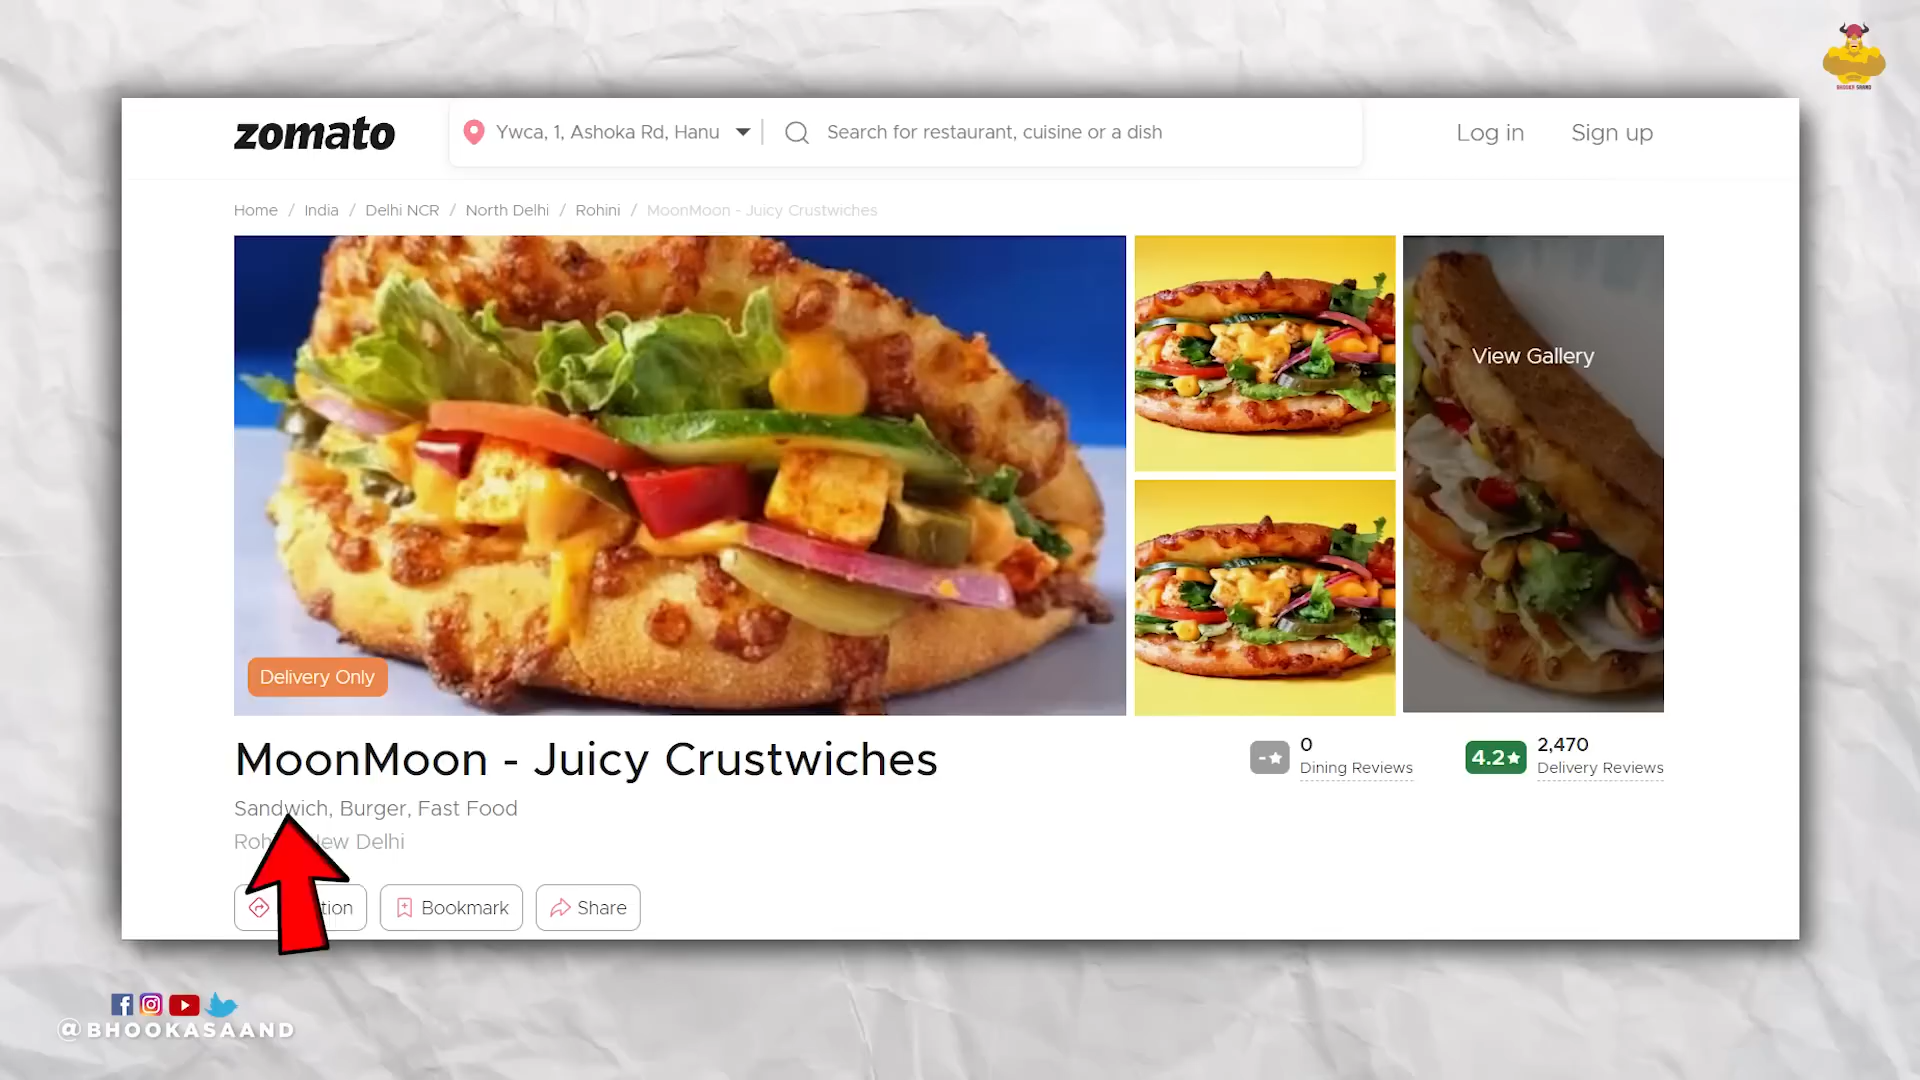 BHOOKA SAAND
zomato
Ywca, 1, Ashoka Rd, Hanu
Search for restaurant, cuisine or a dish
Log in
Sign up
Home / India / Delhi NCR / North Delhi / Rohini / MoonMoon - Juicy Crustwiches
View Gallery
Delivery Only
MoonMoon - Juicy Crustwiches
-★ 0 Dining Reviews
4.2★ 2,470 Delivery Reviews
Sandwich, Burger, Fast Food
Delhi
Bookmark
Share
@BHOOKASAAND